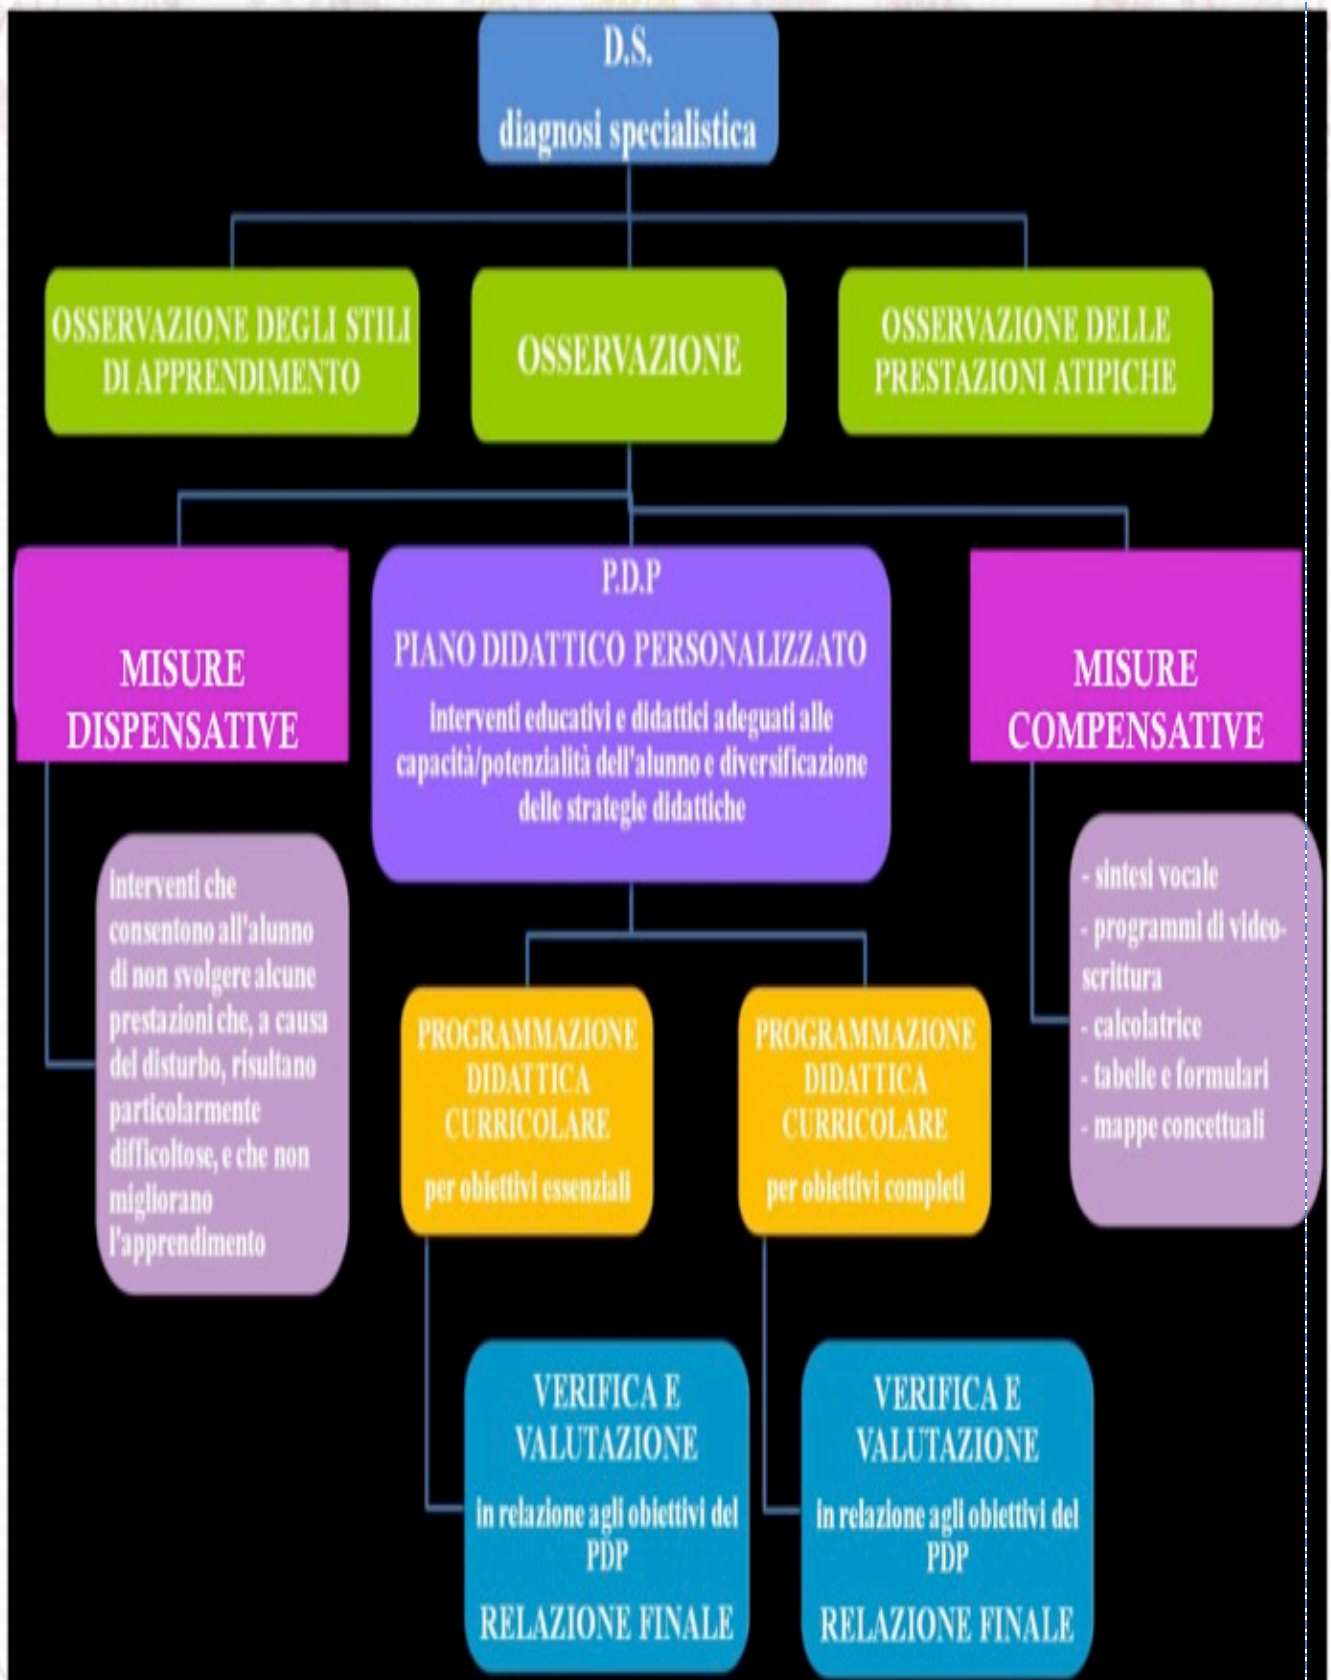 D.S.
diagnosi specialistica
OSSERVAZIONE DEGLI STILI
DI APPRENDIMENTO
OSSERVAZIONE
OSSERVAZIONE DELLE
PRESTAZIONI ATIPICHE
MISURE
DISPENSATIVE
P.D.P
PIANO DIDATTICO PERSONALIZZATO
interventi educativi e didattici adeguati alle
capacità/potenzialità dell'alunno e diversificazione
delle strategie didattiche
MISURE
COMPENSATIVE
interventi che
consentono all'alunno
di non svolgere alcune
prestazioni che, a causa
del disturbo, risultano
particolarmente
difficoltose, e che non
migliorano
l'apprendimento
PROGRAMMAZIONE
DIDATTICA
CURRICOLARE
per obiettivi essenziali
PROGRAMMAZIONE
DIDATTICA
CURRICOLARE
per obiettivi completi
- sintesi vocale
- programmi di video-
scrittura
- calcolatrice
- tabelle e formulari
- mappe concettuali
VERIFICA E
VALUTAZIONE
in relazione agli obiettivi del
PDP
RELAZIONE FINALE
VERIFICA E
VALUTAZIONE
in relazione agli obiettivi del
PDP
RELAZIONE FINALE